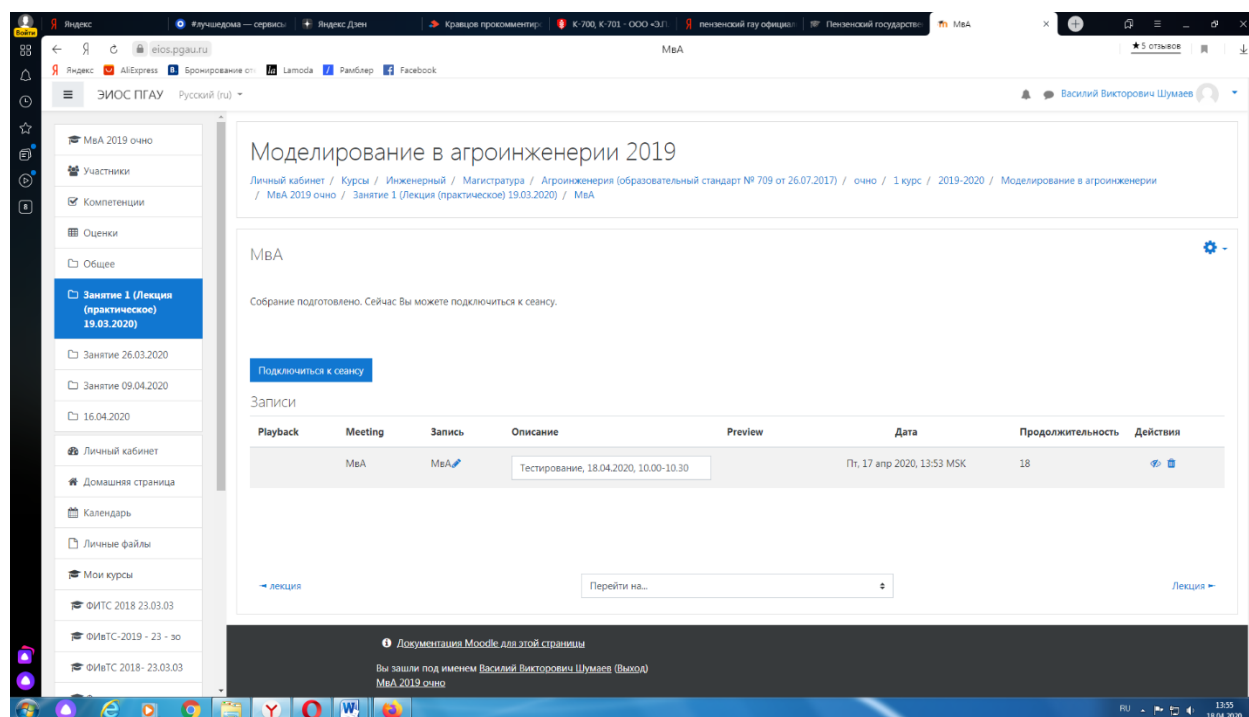 Яндекс
#лучшедома — сервисы
Яндекс.Дзен
Кравцов прокомментиро
К-700, К-701 - ООО «З.П.
пензенский гау официал
Пензенский государстве
МвА
Войти
eios.pgau.ru
МвА
★ 5 отзывов
Яндекс
AliExpress
Бронирование оте
Lamoda
Рамблер
Facebook
ЭИОС ПГАУ
Русский (ru)
Василий Викторович Шумаев
МвА 2019 очно
Участники
Компетенции
Оценки
Общее
Занятие 1 (Лекция
(практическое)
19.03.2020)
Занятие 26.03.2020
Занятие 09.04.2020
16.04.2020
Личный кабинет
Домашняя страница
Календарь
Личные файлы
Мои курсы
ФИТС 2018 23.03.03
ФИвТС-2019 - 23 - зо
ФИвТС 2018- 23.03.03
Моделирование в агроинженерии 2019
Личный кабинет / Курсы / Инженерный / Магистратура / Агроинженерия (образовательный стандарт № 709 от 26.07.2017) / очно / 1 курс / 2019-2020 / Моделирование в агроинженерии
/ МвА 2019 очно / Занятие 1 (Лекция (практическое) 19.03.2020) / МвА
МвА
Собрание подготовлено. Сейчас Вы можете подключиться к сеансу.
Подключиться к сеансу
Записи
Playback Meeting Запись Описание Preview Дата Продолжительность Действия
МвА МвА Тестирование, 18.04.2020, 10.00-10.30 Пт, 17 апр 2020, 13:53 MSK 18
◄ лекция
Перейти на...
Лекция ►
Документация Moodle для этой страницы
Вы зашли под именем Василий Викторович Шумаев (Выход)
МвА 2019 очно
RU
13:55
18.04.2020